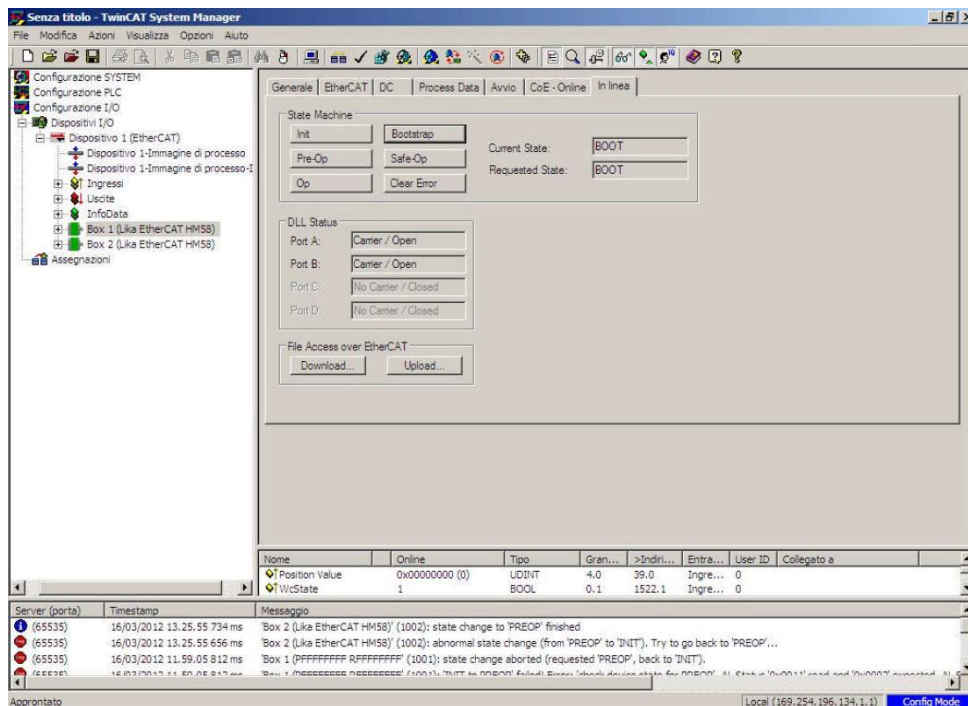 Senza titolo - TwinCAT System Manager
File Modifica Azioni Visualizza Opzioni Aiuto
Configurazione SYSTEM
Configurazione PLC
Configurazione I/O
Dispositivi I/O
Dispositivo 1 (EtherCAT)
Dispositivo 1-Immagine di processo
Dispositivo 1-Immagine di processo-I
Ingressi
Uscite
InfoData
Box 1 (Lika EtherCAT HM58)
Box 2 (Lika EtherCAT HM58)
Assegnazioni
Generale EtherCAT DC Process Data Avvio CoE - Online In linea
State Machine
Init Bootstrap
Pre-Op Safe-Op
Op Clear Error
Current State: BOOT
Requested State: BOOT
DLL Status
Port A: Carrier / Open
Port B: Carrier / Open
Port C: No Carrier / Closed
Port D: No Carrier / Closed
File Access over EtherCAT
Download... Upload...
Nome Online Tipo Gran... >Indiri... Entra... User ID Collegato a
Position Value 0x00000000 (0) UDINT 4.0 39.0 Ingre... 0
WcState 1 BOOL 0.1 1522.1 Ingre... 0
Server (porta) Timestamp Messaggio
(65535) 16/03/2012 13.25.55 734 ms 'Box 2 (Lika EtherCAT HM58)' (1002): state change to 'PREOP' finished
(65535) 16/03/2012 13.25.55 656 ms 'Box 2 (Lika EtherCAT HM58)' (1002): abnormal state change (from 'PREOP' to 'INIT'). Try to go back to 'PREOP'...
(65535) 16/03/2012 11.59.05 812 ms 'Box 1 (PFFFFFFFF RFFFFFFFF)' (1001): state change aborted (requested 'PREOP', back to 'INIT').
Approntato Local (169.254.196.134.1.1) Config Mode